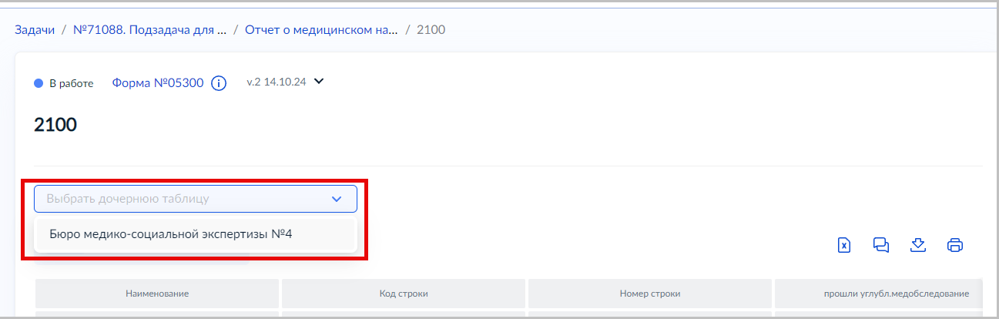 Задачи / №71088. Подзадача для ... / Отчет о медицинском на... / 2100
В работе Форма №05300 v.2 14.10.24
2100
Выбрать дочернюю таблицу
Бюро медико-социальной экспертизы №4
Наименование Код строки Номер строки прошли углубл.медобследование